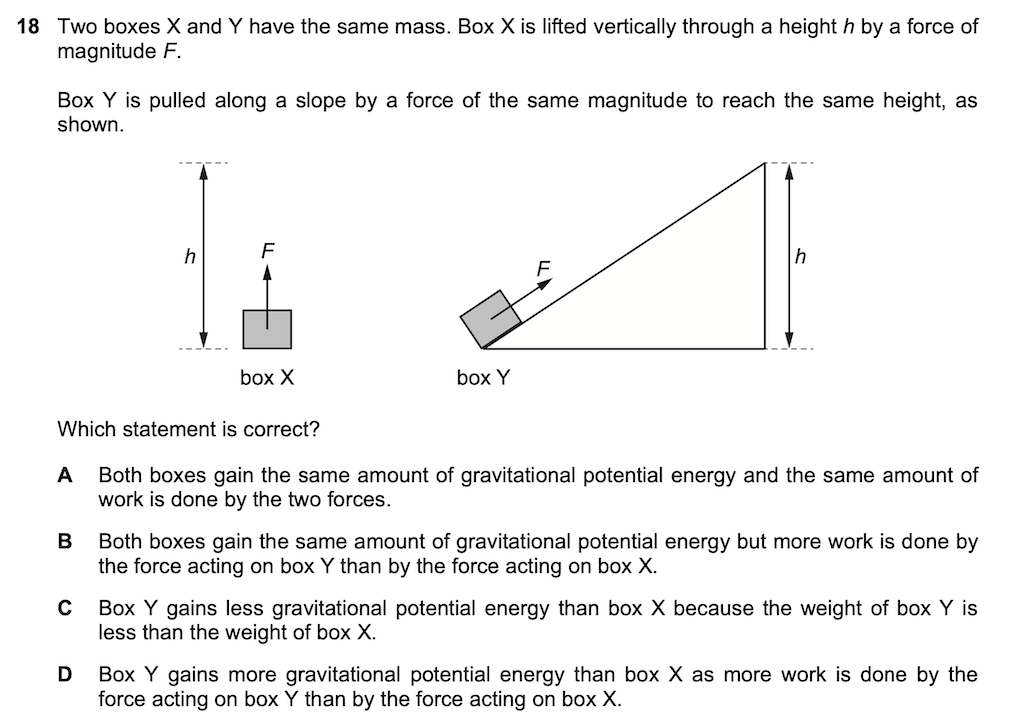 18 Two boxes X and Y have the same mass. Box X is lifted vertically through a height h by a force of
magnitude F.
Box Y is pulled along a slope by a force of the same magnitude to reach the same height, as
shown.
h
F
F
h
box X
box Y
Which statement is correct?
A Both boxes gain the same amount of gravitational potential energy and the same amount of
work is done by the two forces.
B Both boxes gain the same amount of gravitational potential energy but more work is done by
the force acting on box Y than by the force acting on box X.
C Box Y gains less gravitational potential energy than box X because the weight of box Y is
less than the weight of box X.
D Box Y gains more gravitational potential energy than box X as more work is done by the
force acting on box Y than by the force acting on box X.